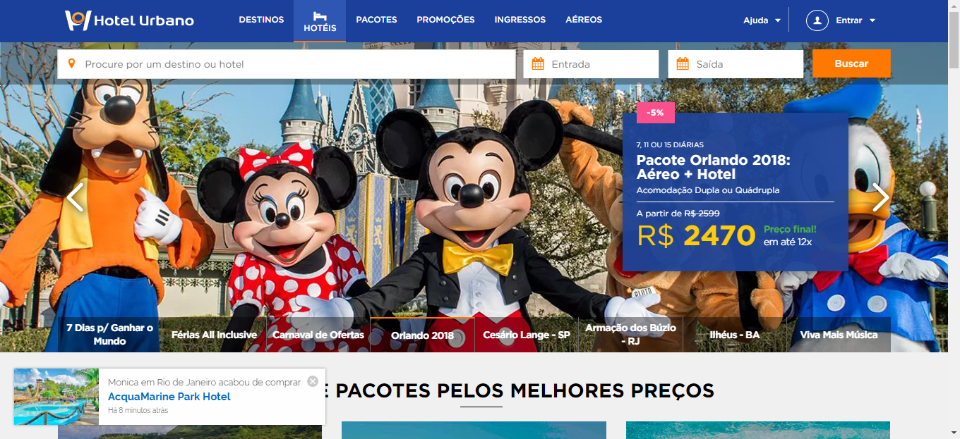 Hotel Urbano
DESTINOS
HOTÉIS
PACOTES
PROMOÇÕES
INGRESSOS
AÉREOS
Ajuda
Entrar
Procure por um destino ou hotel
Entrada
Saída
Buscar
-5%
7, 11 OU 15 DIÁRIAS
Pacote Orlando 2018:
Aéreo + Hotel
Acomodação Dupla ou Quádrupla
A partir de R$ 2599
R$ 2470
Preço final!
em até 12x
7 Dias p/ Ganhar o
Mundo
Férias All Inclusive
Carnaval de Ofertas
Orlando 2018
Cesário Lange - SP
Armação dos Búzio
- RJ
Ilhéus - BA
Viva Mais Música
E PACOTES PELOS MELHORES PREÇOS
Monica em Rio de Janeiro acabou de comprar
AcquaMarine Park Hotel
Há 8 minutos atrás